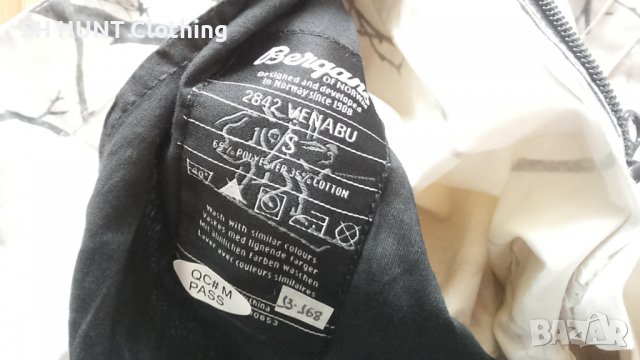 SH HUNT Clothing
Bergans
OF NORWAY
Designed and developed
in Norway since 1908
2842 VENABU
S
65% POLYESTER 35% COTTON
40°
Wash with similar colours
Vaskes med lignende farger
Mit ähnlichen farben waschen
Laver avec couleurs similaires
QC# M
PASS
13-168
BAZAR